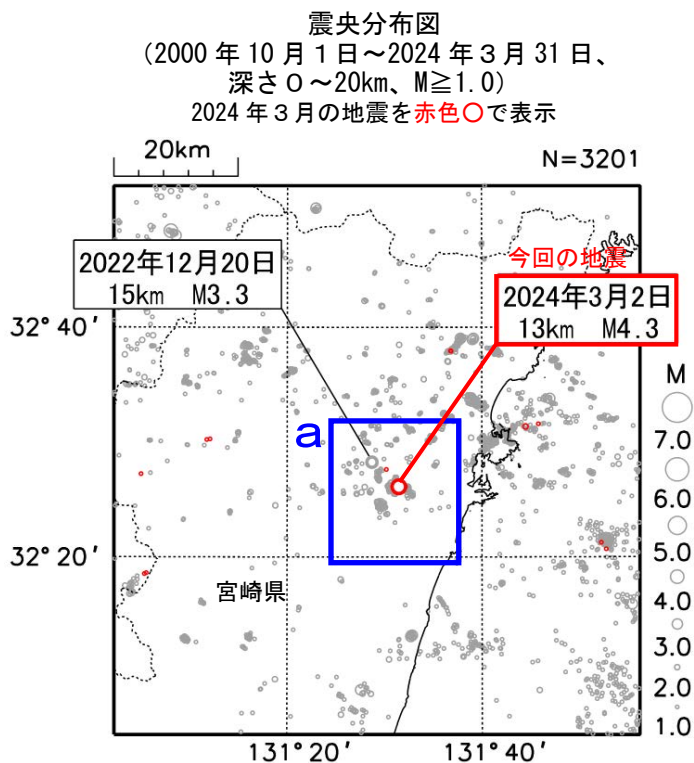 震央分布図
（2000 年 10 月１日～2024 年３月 31 日、
深さ０～20km、M≧1.0）
2024 年３月の地震を赤色○で表示
20km
N=3201
今回の地震
2022年12月20日
15km M3.3
2024年3月2日
13km M4.3
32° 40′
M
a
7.0
6.0
5.0
32° 20′
宮崎県
4.0
3.0
2.0
1.0
131° 20′
131° 40′